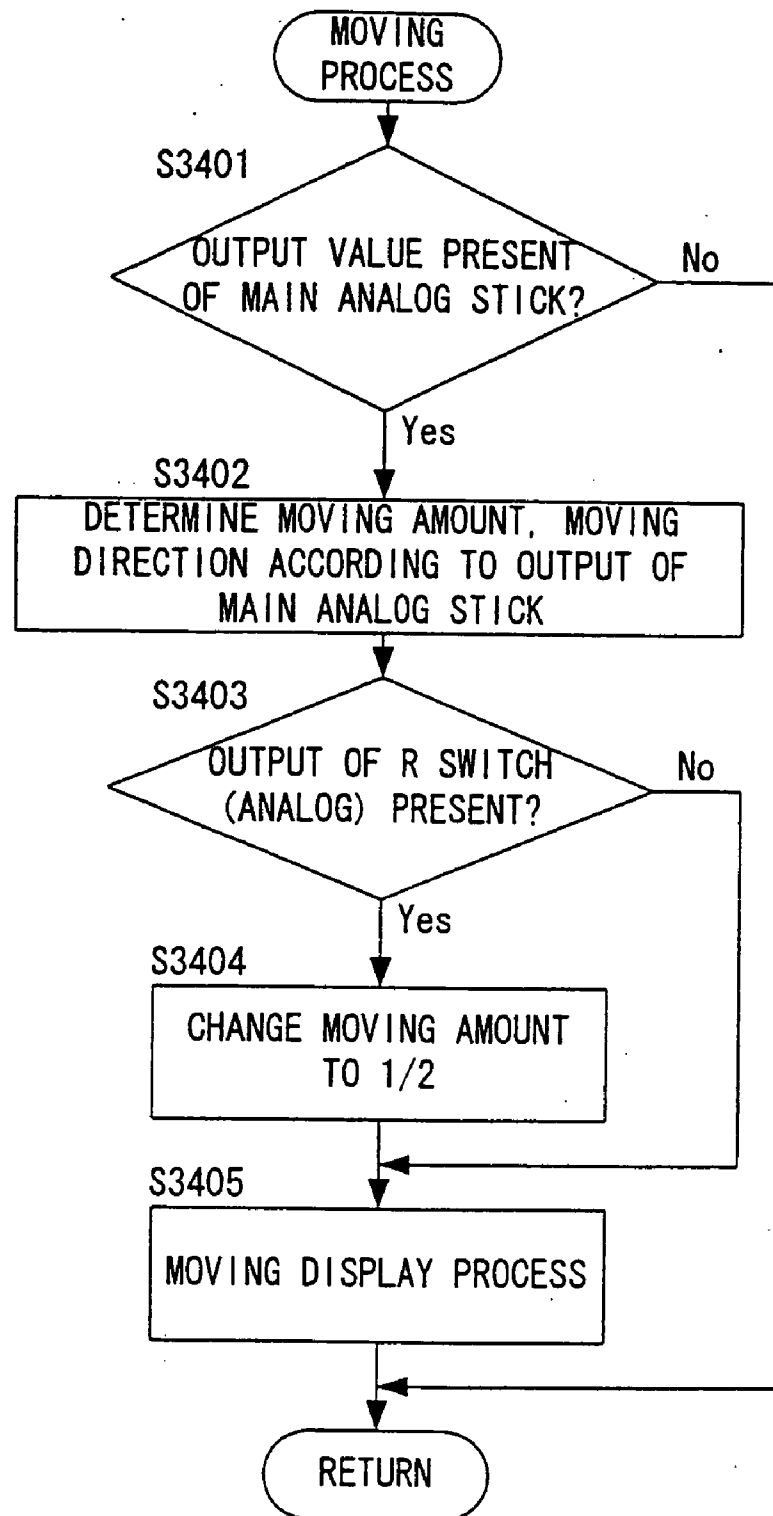 MOVING
PROCESS
S3401
OUTPUT VALUE PRESENT
OF MAIN ANALOG STICK?
No
Yes
S3402
DETERMINE MOVING AMOUNT, MOVING
DIRECTION ACCORDING TO OUTPUT OF
MAIN ANALOG STICK
S3403
OUTPUT OF R SWITCH
(ANALOG) PRESENT?
No
Yes
S3404
CHANGE MOVING AMOUNT
TO 1/2
S3405
MOVING DISPLAY PROCESS
RETURN